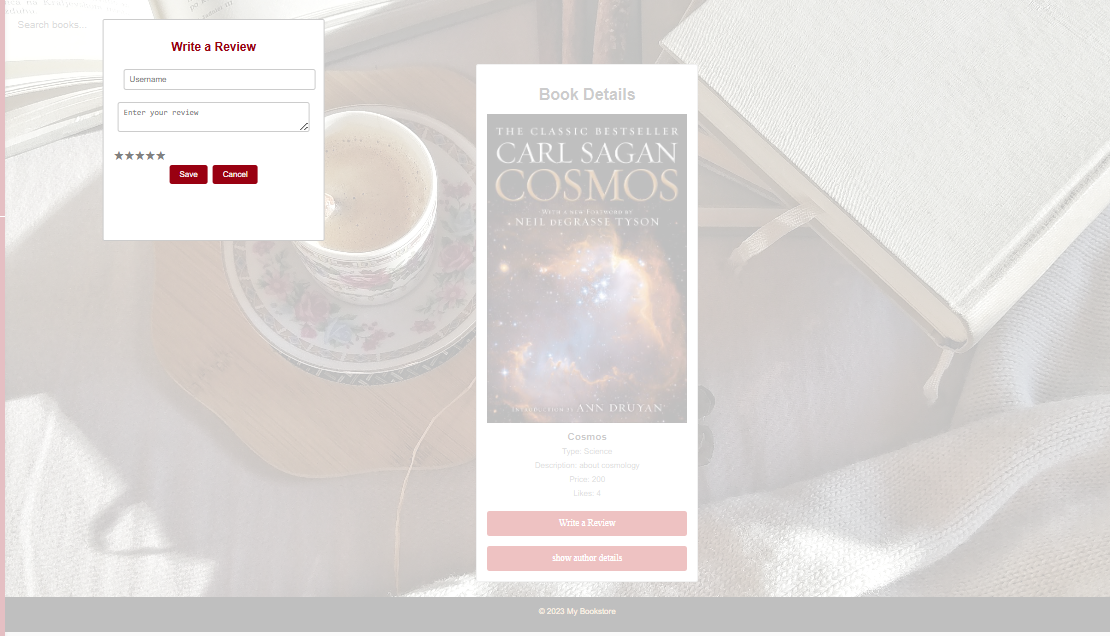 Search books...
Write a Review
Username
Enter your review
★★★★★
Save
Cancel
Book Details
THE CLASSIC BESTSELLER
CARL SAGAN
COSMOS
WITH A NEW FOREWORD BY
NEIL DEGRASSE TYSON
ANN DRUYAN
Cosmos
Type: Science
Description: about cosmology
Price: 200
Likes: 4
Write a Review
show author details
© 2023 My Bookstore